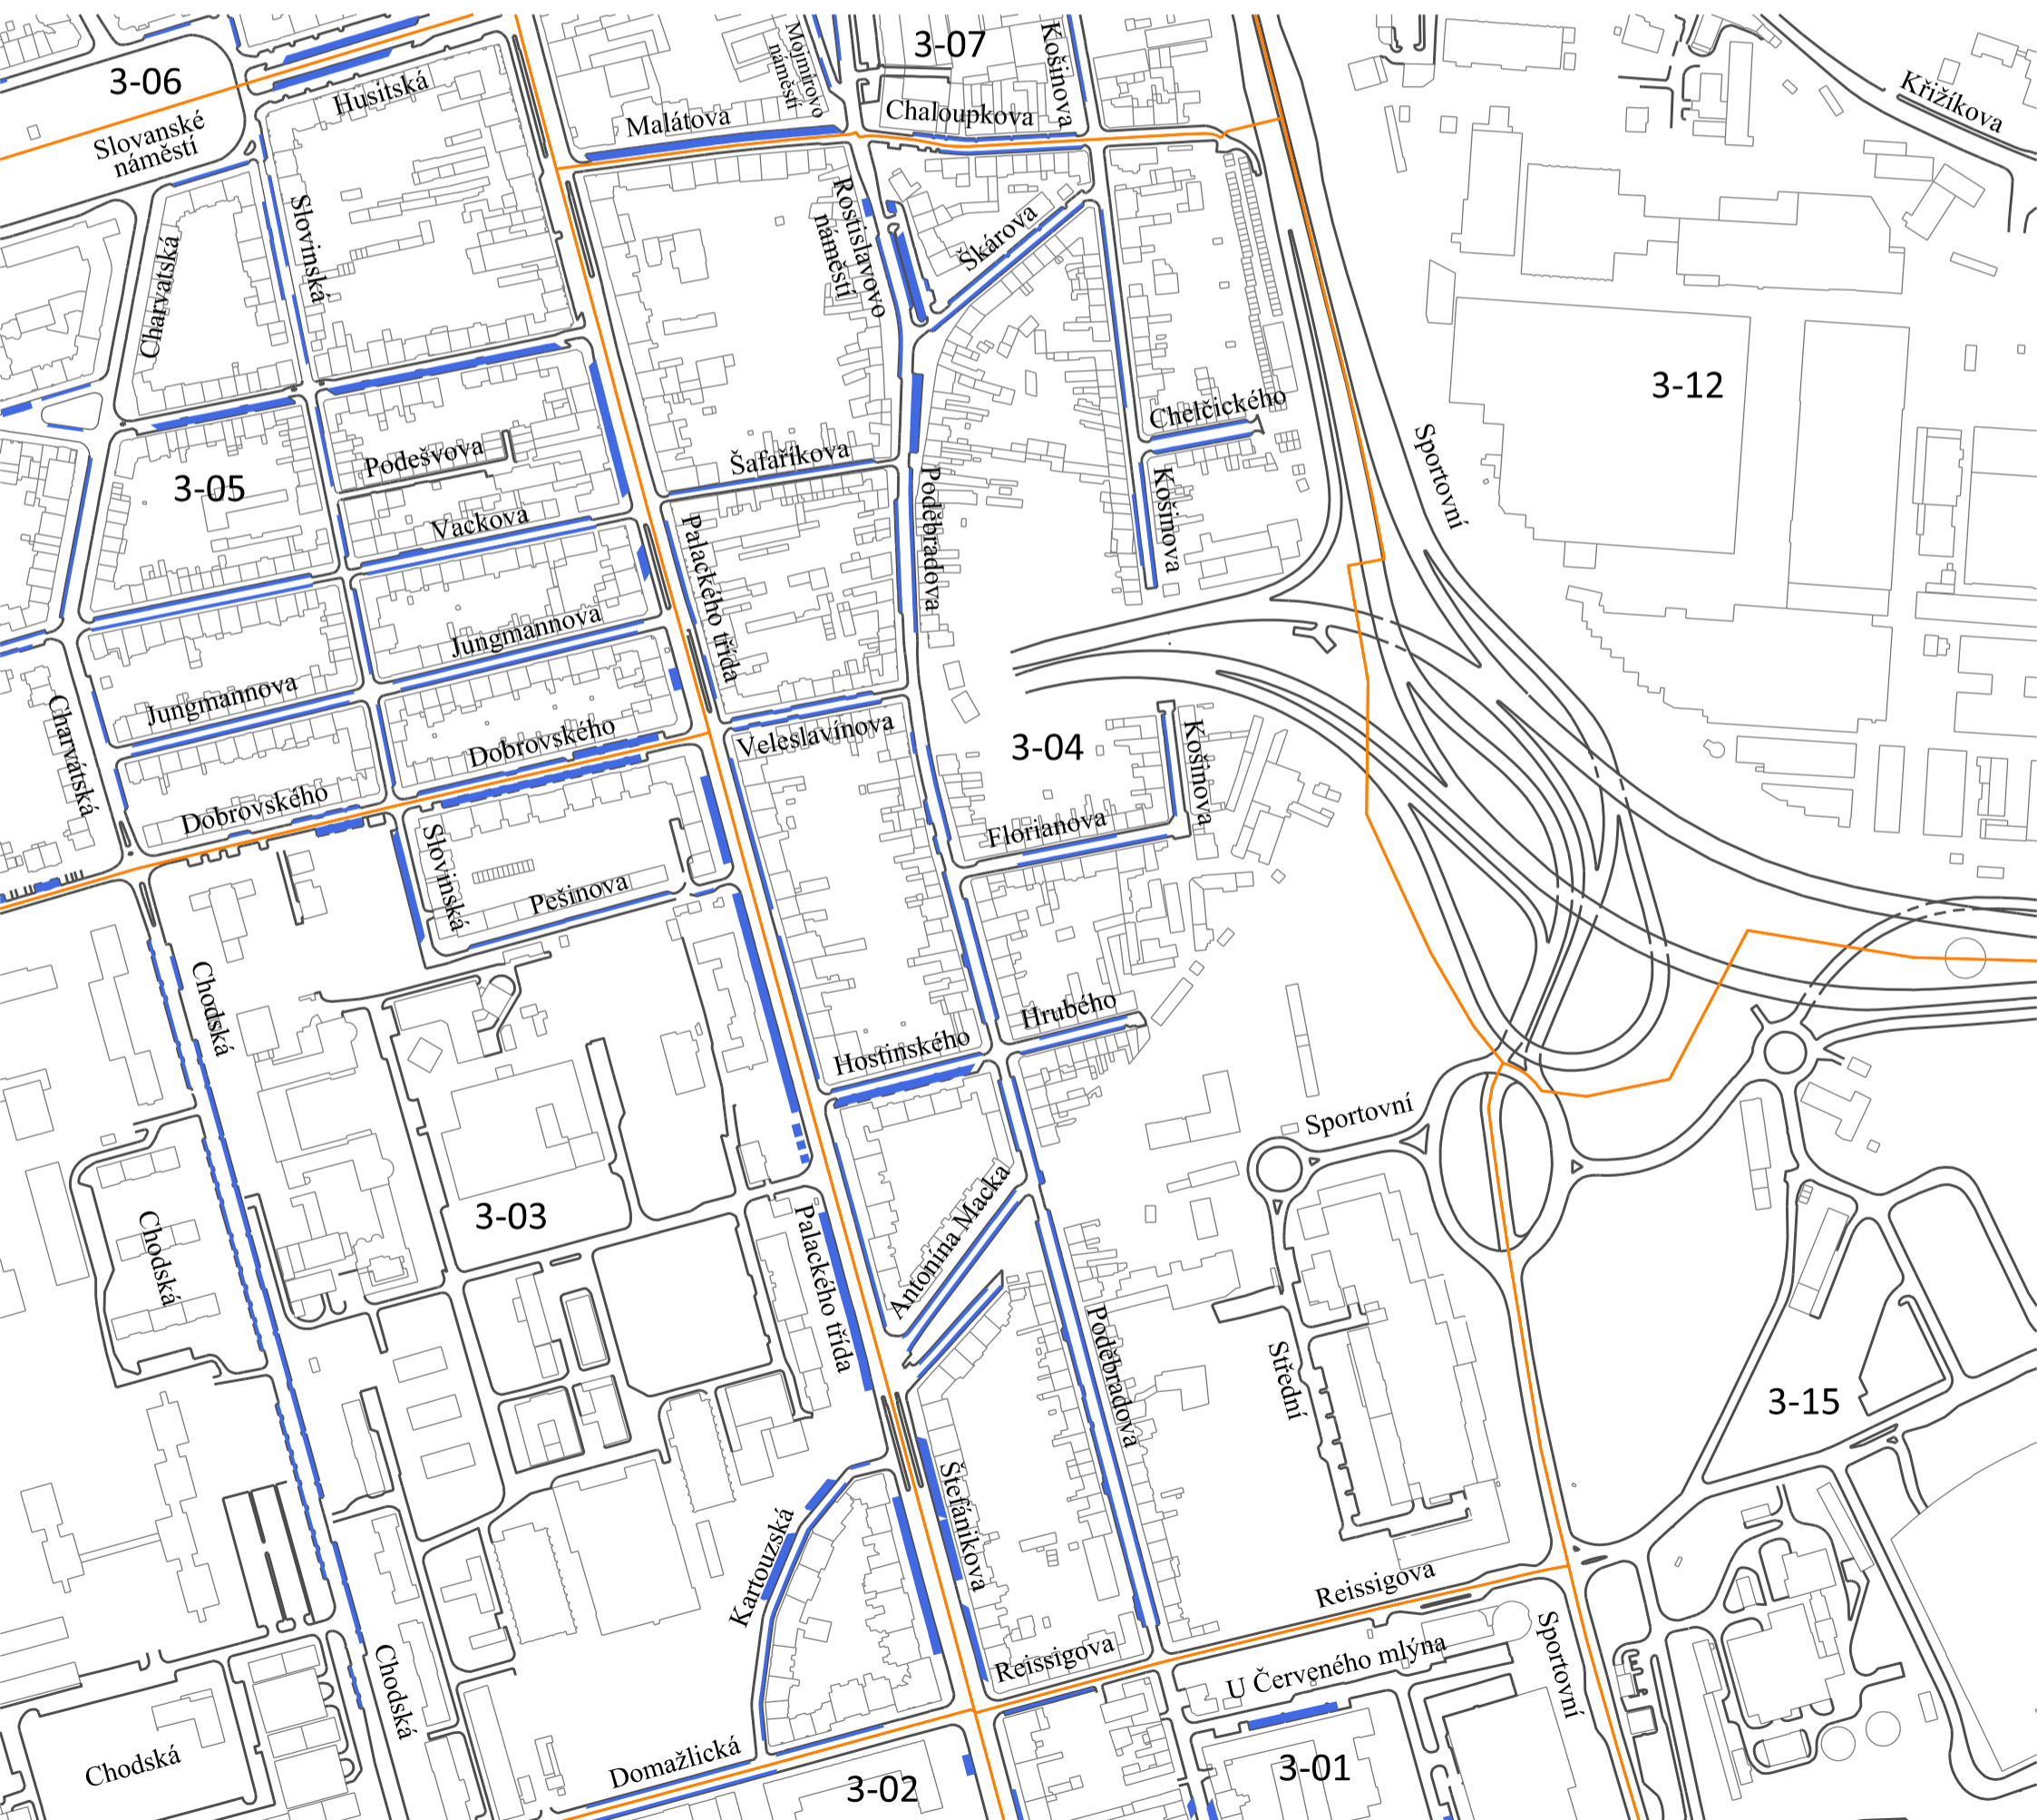 3-06
Slovanské
náměstí
Husitská
Malátova
Mojmírovo
náměstí
3-07
Košinova
Chaloupkova
Křižíkova
Charvatská
Slovinská
Rostislavovo
náměstí
Škárova
3-12
Chelčického
Sportovní
3-05
Poděšvova
Šafaříkova
Vackova
Palackého třída
Poděbradova
Košinova
Jungmannova
Jungmannova
Charvátská
Dobrovského
Dobrovského
Veleslavínova
3-04
Košinova
Florianova
Slovinská
Pešinova
Chodská
Hrubého
Hostinského
Sportovní
3-03
Chodská
Antonína Macka
Palackého třída
Poděbradova
Střední
3-15
Štefánikova
Kartouzská
Reissigova
Reissigova
U Červeného mlýna
Sportovní
Chodská
Chodská
Domažlická
3-02
3-01